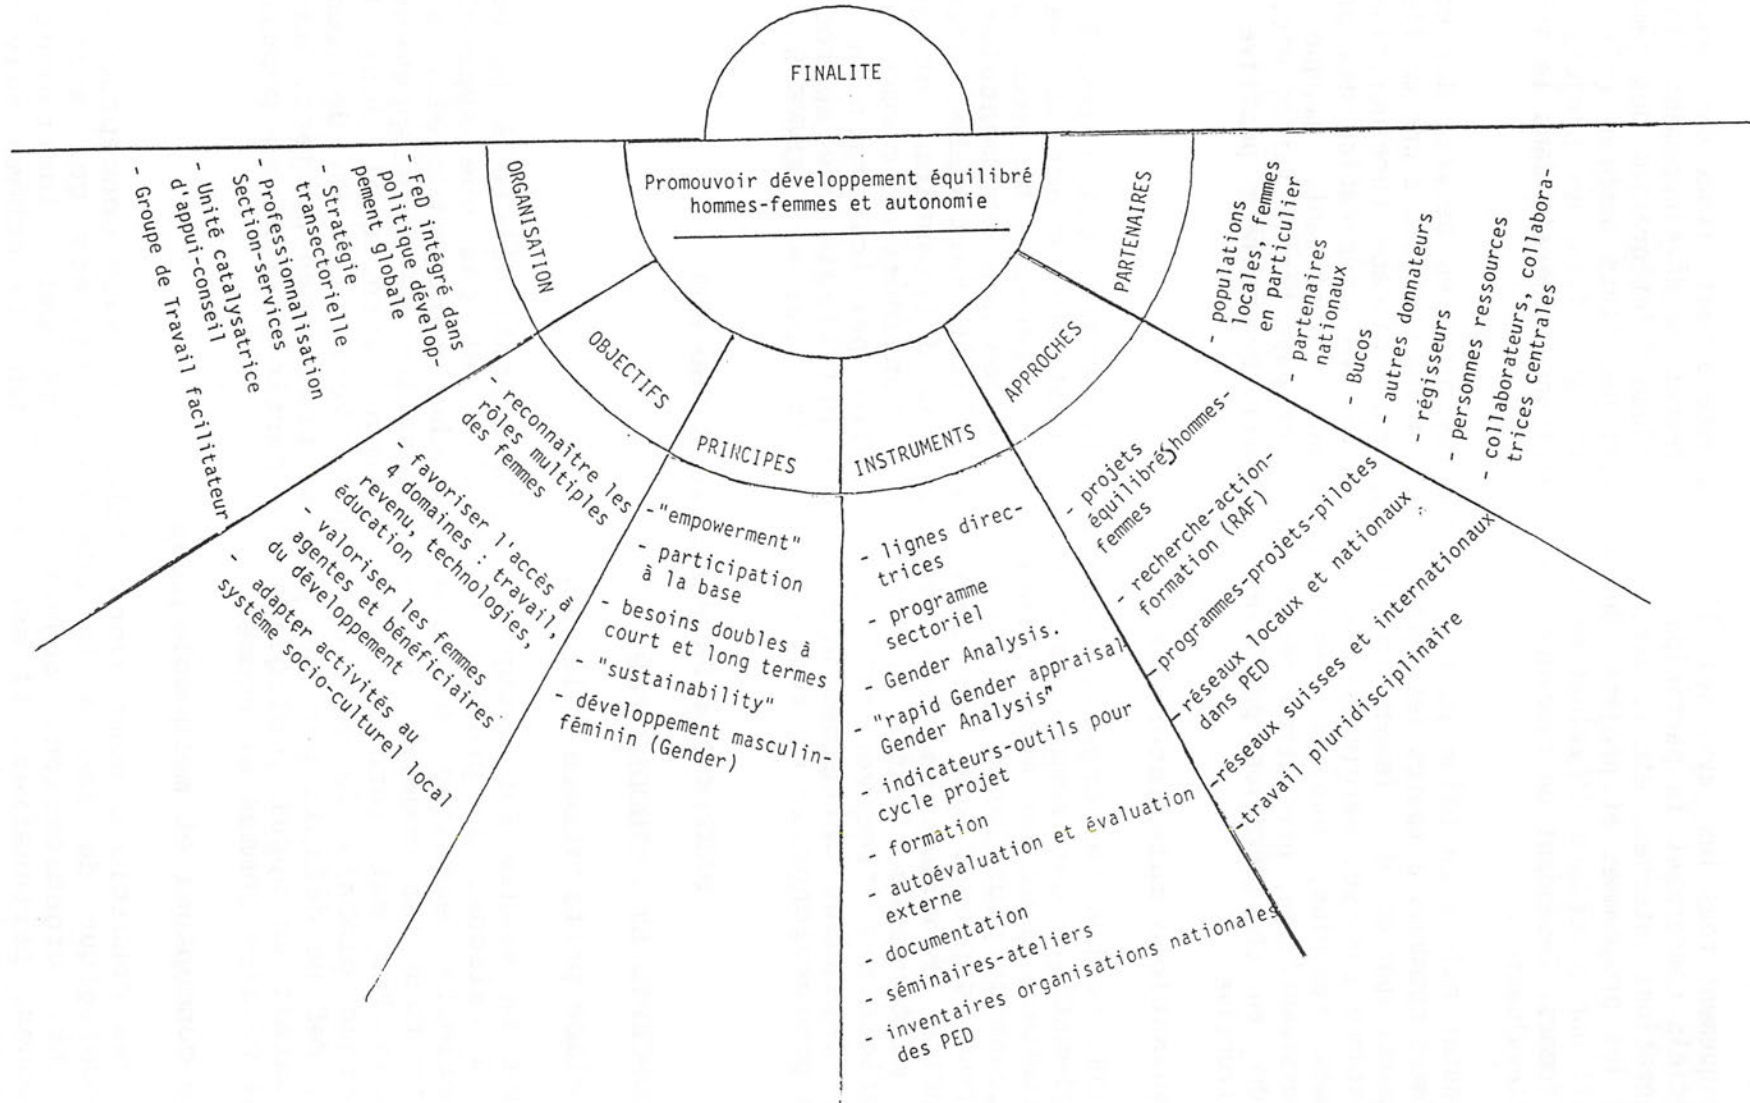 FINALITE
Promouvoir développement équilibré
hommes-femmes et autonomie
ORGANISATION
- FeD intégré dans
politique dévelop-
pement globale
- Stratégie
transectorielle
- Professionnalisation
Section-services
- Unité catalysatrice
d'appui-conseil
- Groupe de Travail facilitateur
OBJECTIFS
- reconnaître les
rôles multiples
des femmes
- favoriser l'accès à
4 domaines : travail,
revenu, technologies,
éducation
- valoriser les femmes
agentes et bénéficiaires
du développement
- adapter activités au
système socio-culturel local
PRINCIPES
-"empowerment"
- participation
à la base
- besoins doubles à
court et long termes
- "sustainability"
- développement masculin-
féminin (Gender)
INSTRUMENTS
- lignes direc-
trices
- programme
sectoriel
- Gender Analysis.
- "rapid Gender appraisal
Gender Analysis"
- indicateurs-outils pour
cycle projet
- formation
- autoévaluation et évaluation
externe
- documentation
- séminaires-ateliers
- inventaires organisations nationales
des PED
APPROCHES
- projets
équilibrés hommes-
femmes
- recherche-action-
formation (RAF)
-programmes-projets-pilotes
- réseaux locaux et nationaux
dans PED
-réseaux suisses et internationaux
-travail pluridisciplinaire
PARTENAIRES
- populations
locales, femmes
en particulier
- partenaires
nationaux
- Bucos
- autres donnateurs
- régisseurs
- personnes ressources
- collaborateurs, collabora-
trices centrales